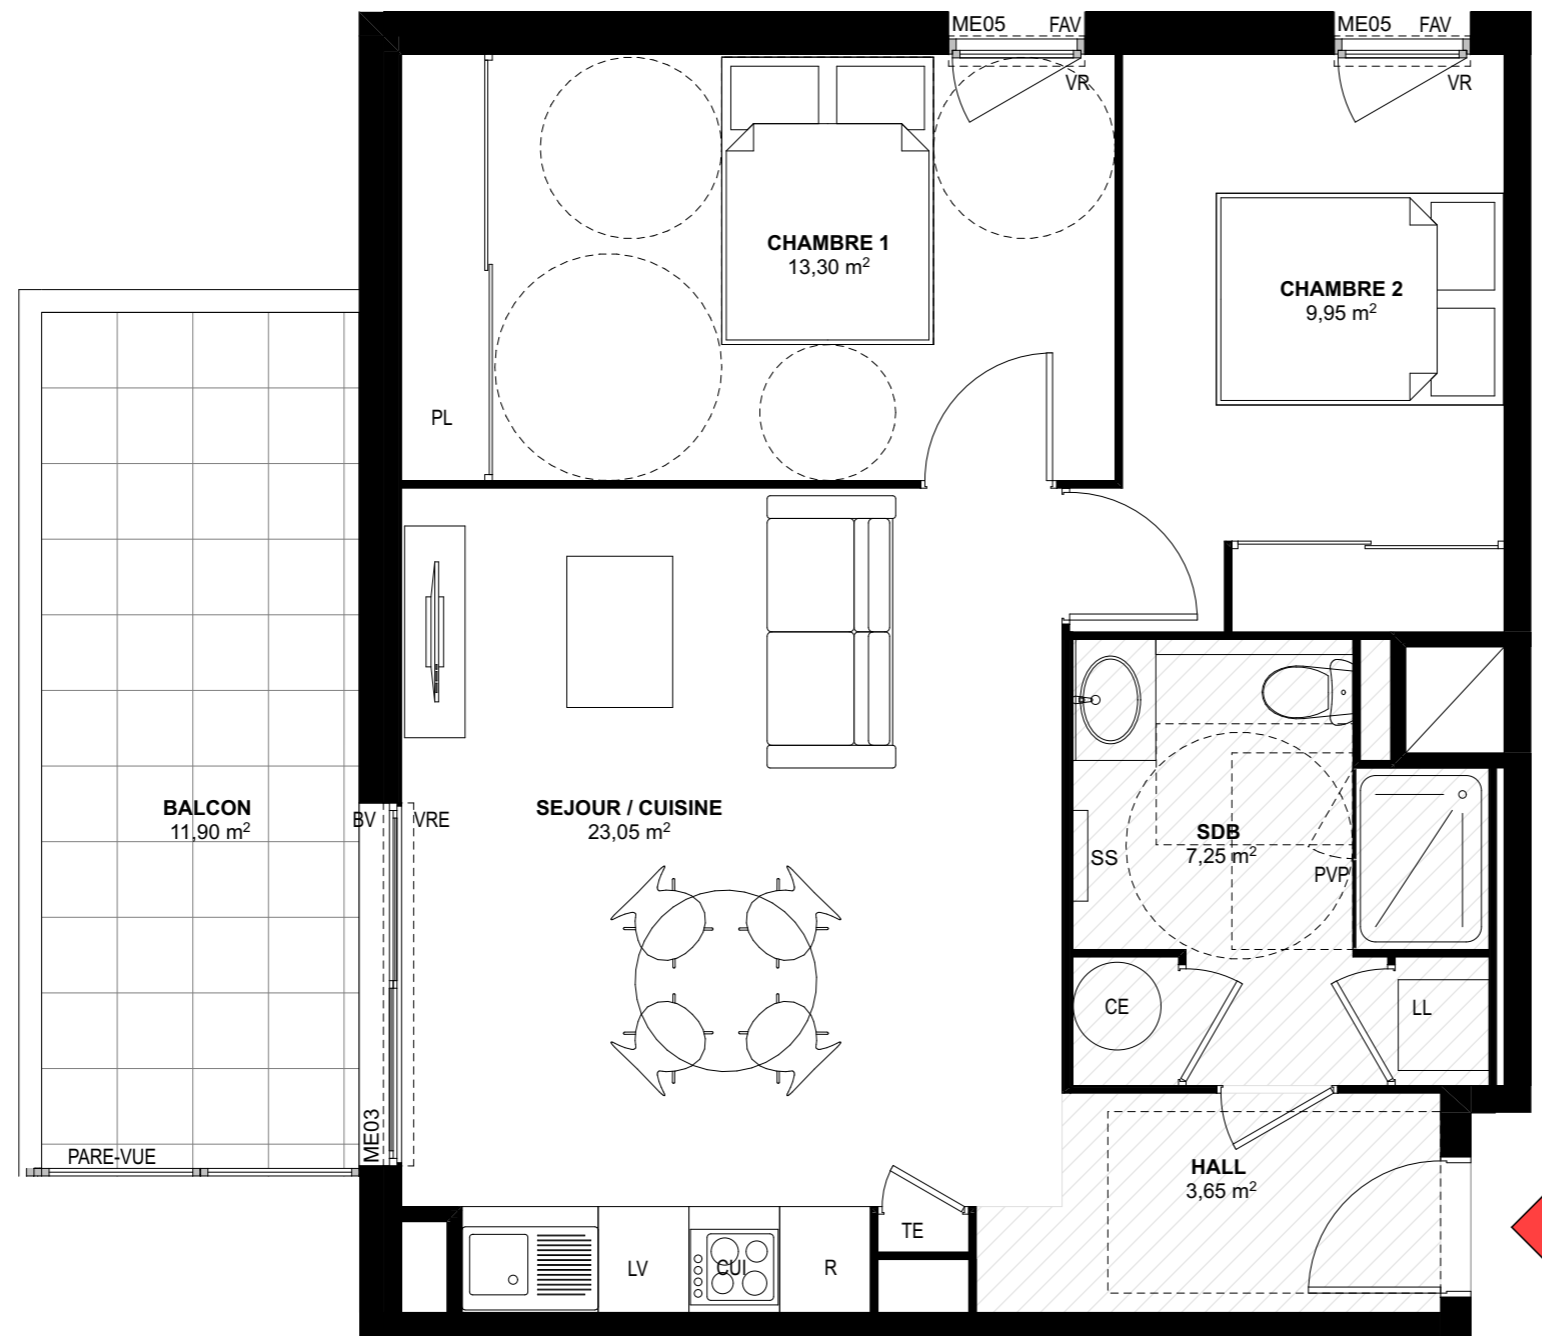 ME05 FAV
VR
ME05 FAV
VR
CHAMBRE 1
13,30 m²
CHAMBRE 2
9,95 m²
PL
BALCON
11,90 m²
BV VRE
SEJOUR / CUISINE
23,05 m²
SDB
7,25 m²
SS
PVP
CE
LL
ME03
PARE-VUE
HALL
3,65 m²
TE
LV
CUI
R